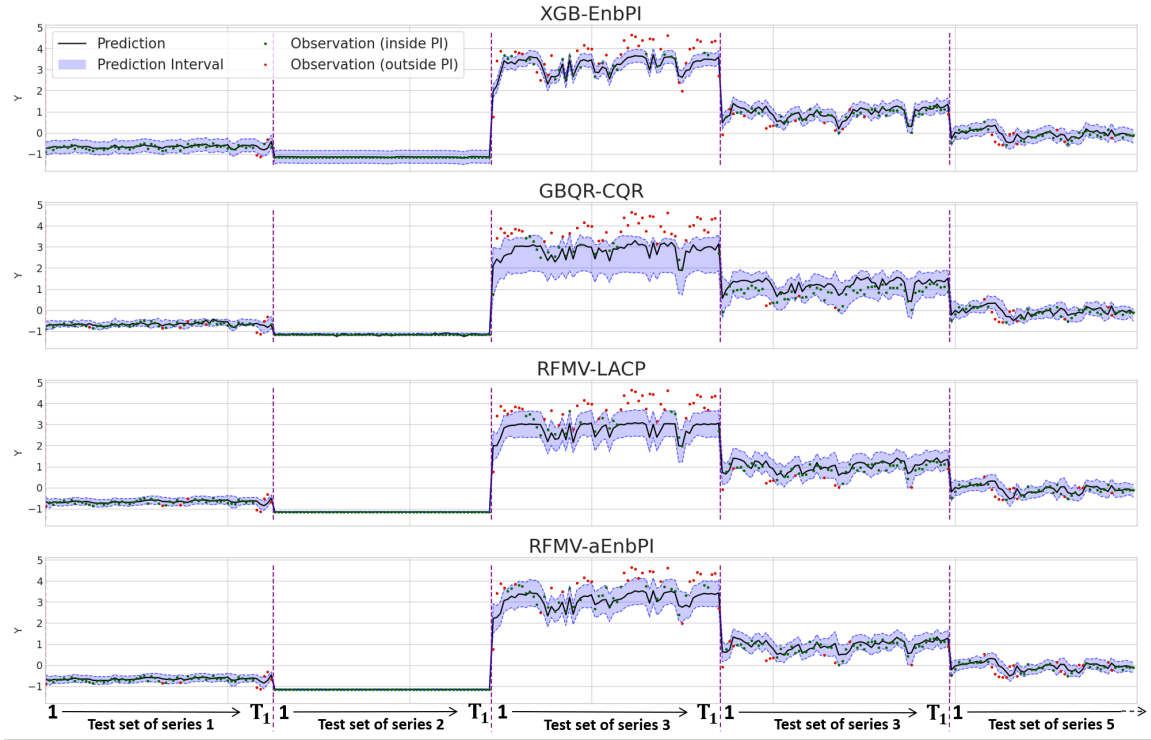 XGB-EnbPI
5
4
3
2
1
0
−1
Y
Prediction
Prediction Interval
Observation (inside PI)
Observation (outside PI)
GBQR-CQR
5
4
3
2
1
0
−1
Y
RFMV-LACP
5
4
3
2
1
0
−1
Y
RFMV-aEnbPI
5
4
3
2
1
0
−1
Y
1 T1 1 T1 1 T1 1 T1 1
Test set of series 1 Test set of series 2 Test set of series 3 Test set of series 3 Test set of series 5